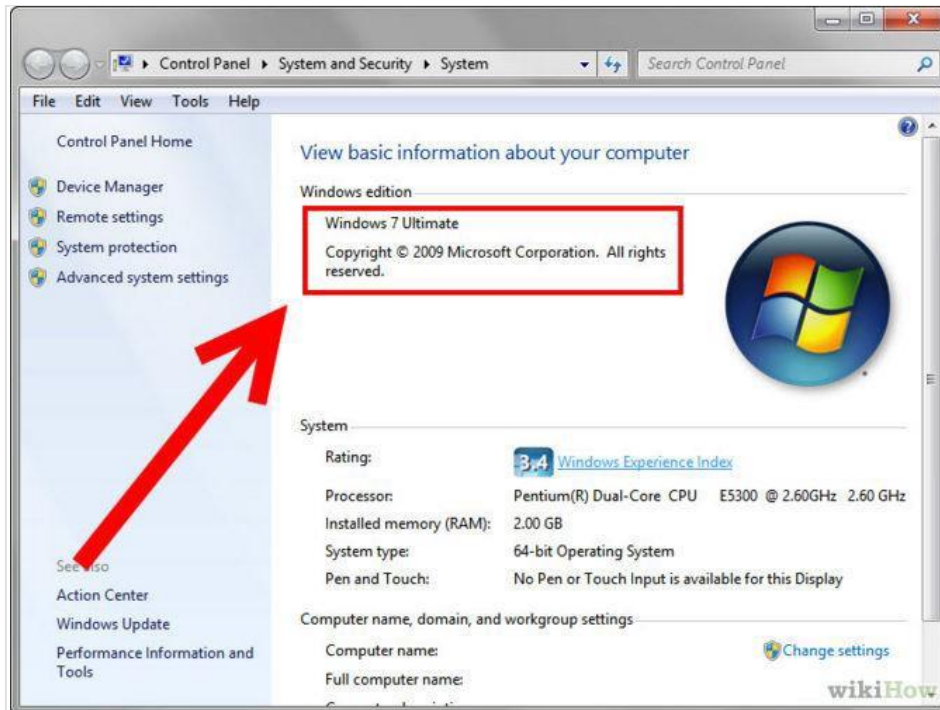 Control Panel
System and Security
System
Search Control Panel
File Edit View Tools Help
Control Panel Home
Device Manager
Remote settings
System protection
Advanced system settings
See also
Action Center
Windows Update
Performance Information and
Tools
View basic information about your computer
Windows edition
Windows 7 Ultimate
Copyright © 2009 Microsoft Corporation. All rights
reserved.
System
Rating: 3.4 Windows Experience Index
Processor: Pentium(R) Dual-Core CPU E5300 @ 2.60GHz 2.60 GHz
Installed memory (RAM): 2.00 GB
System type: 64-bit Operating System
Pen and Touch: No Pen or Touch Input is available for this Display
Computer name, domain, and workgroup settings
Computer name: Change settings
Full computer name:
wikiHow